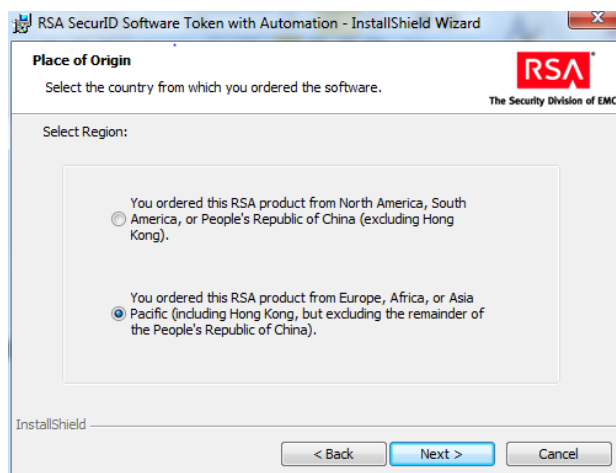 RSA SecurID Software Token with Automation - InstallShield Wizard
Place of Origin
Select the country from which you ordered the software.
RSA
The Security Division of EMC
Select Region:
You ordered this RSA product from North America, South
America, or People's Republic of China (excluding Hong
Kong).
You ordered this RSA product from Europe, Africa, or Asia
Pacific (including Hong Kong, but excluding the remainder of
the People's Republic of China).
InstallShield
< Back
Next >
Cancel